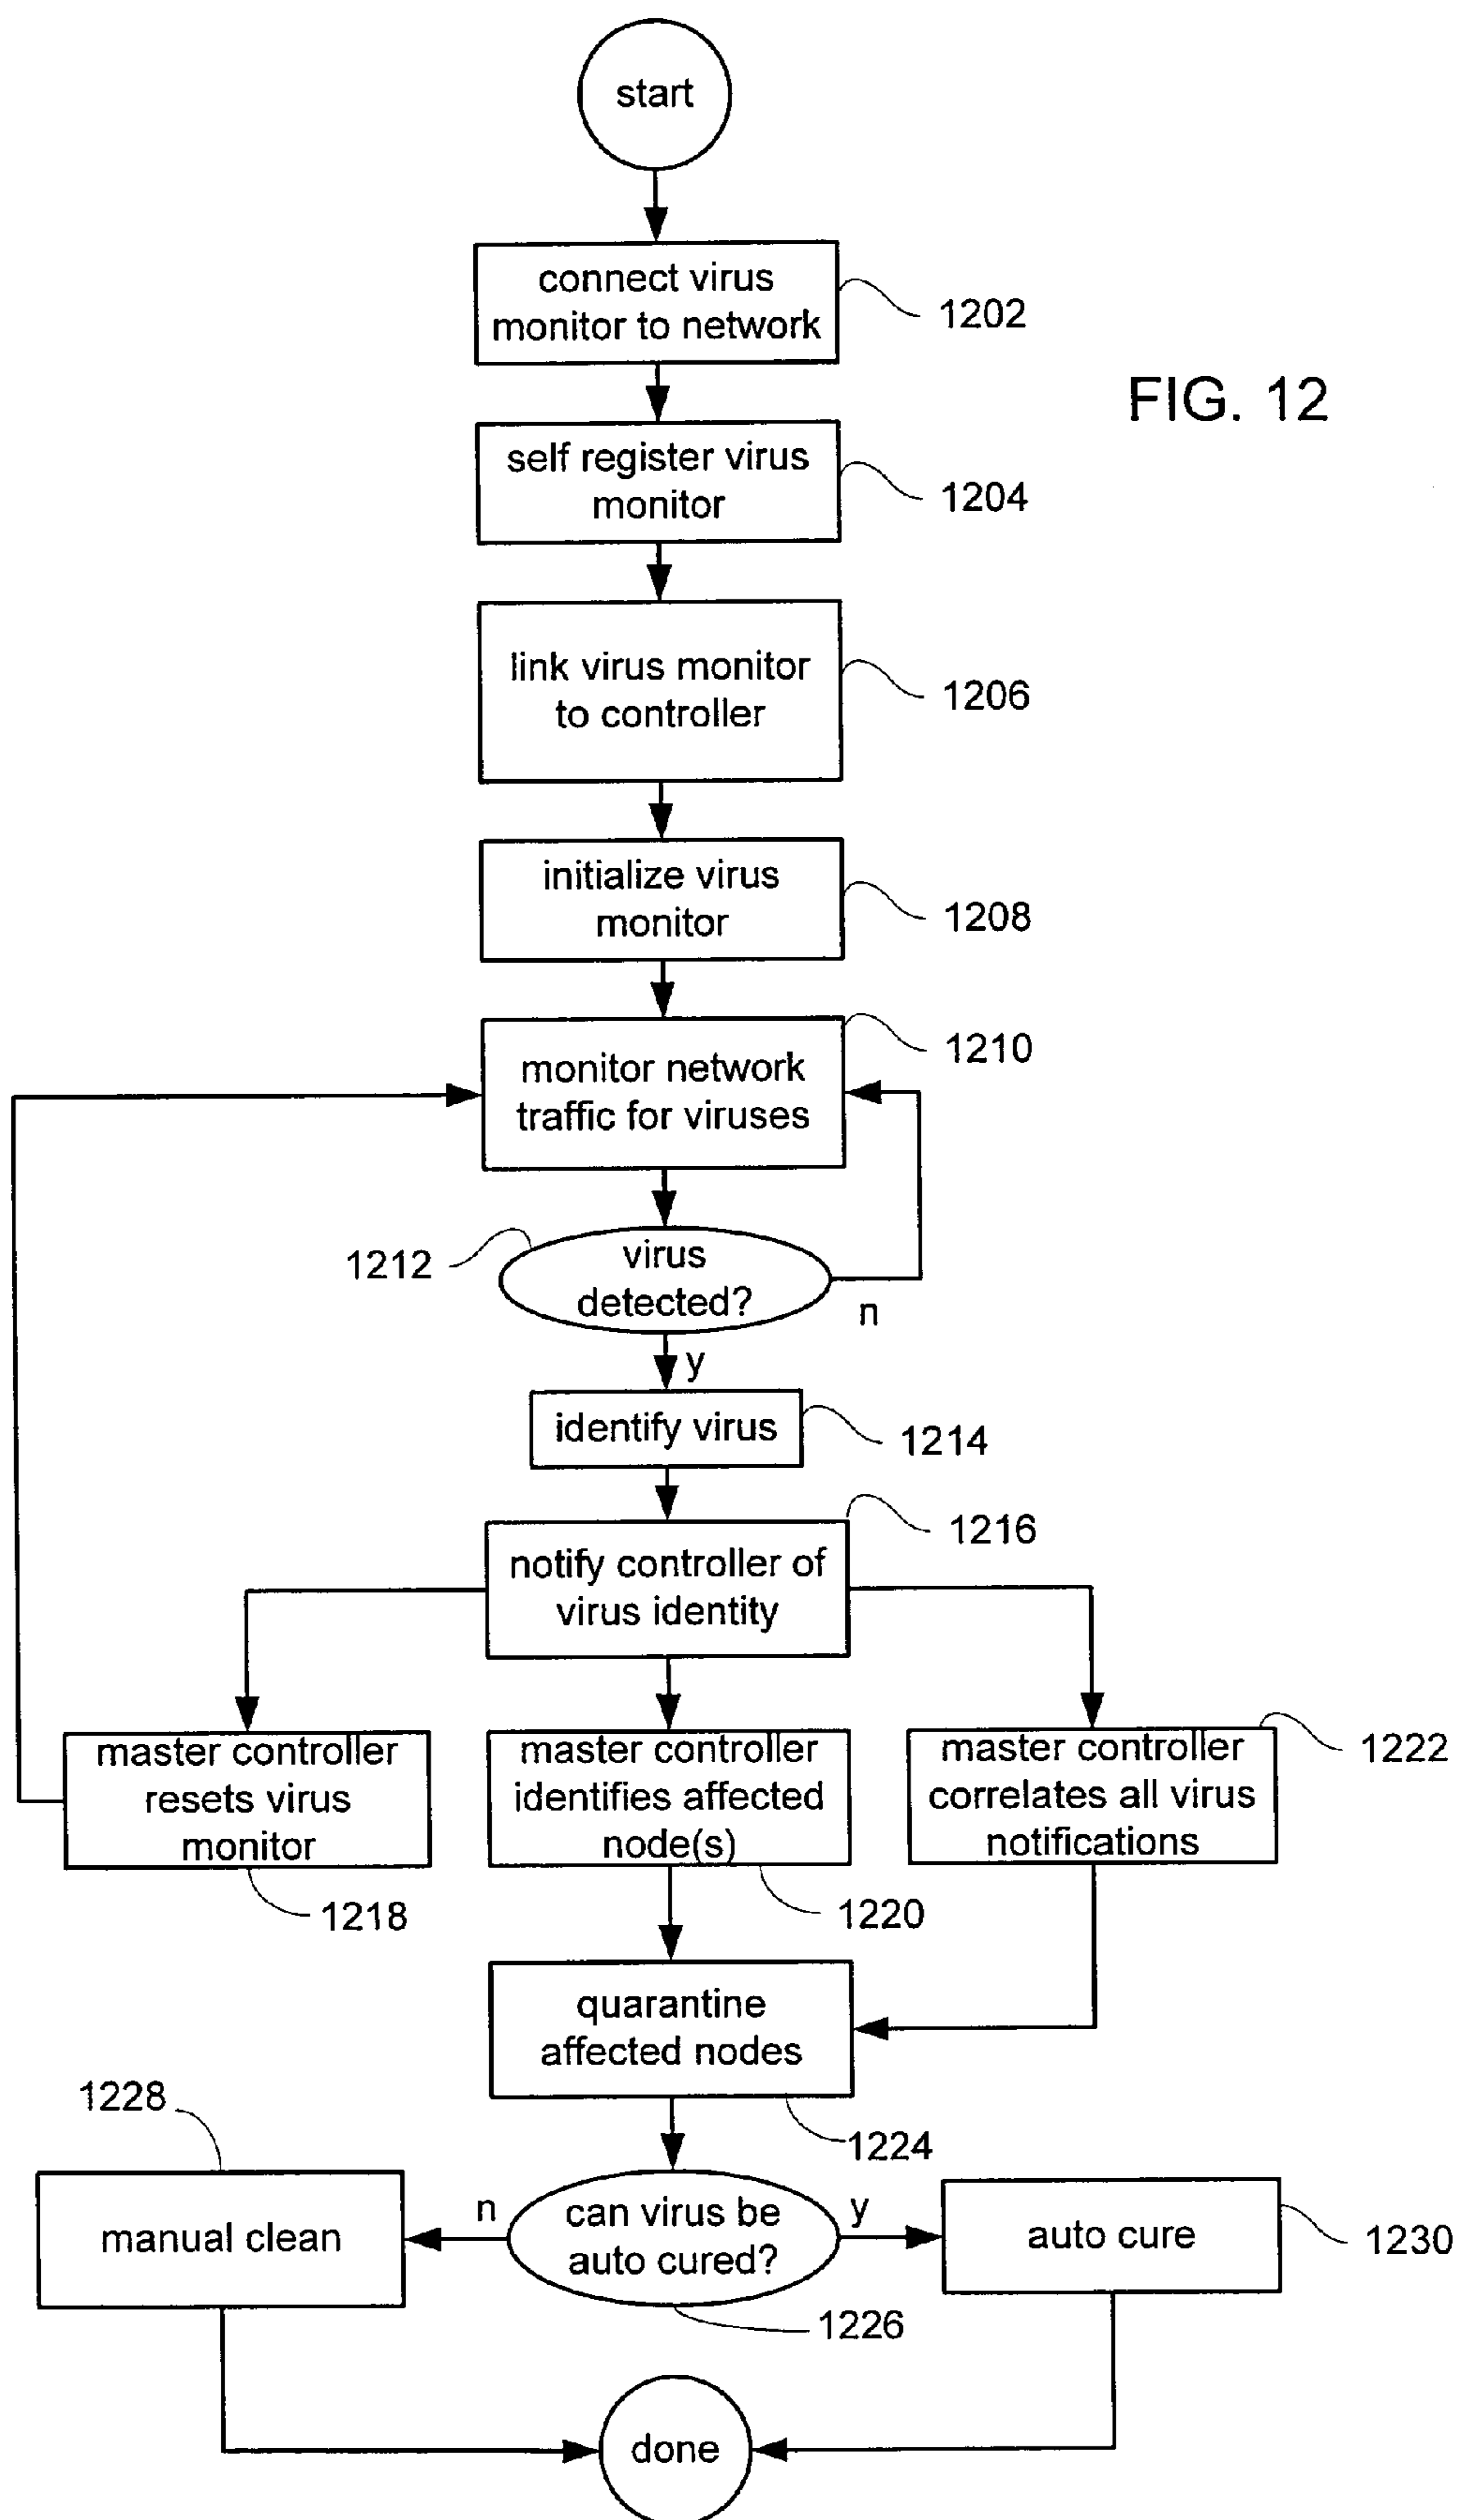 start
connect virus
monitor to network
1202
FIG. 12
self register virus
monitor
1204
link virus monitor
to controller
1206
initialize virus
monitor
1208
monitor network
traffic for viruses
1210
virus
detected?
1212
n
y
identify virus
1214
notify controller of
virus identity
1216
master controller
resets virus
monitor
1218
master controller
identifies affected
node(s)
1220
master controller
correlates all virus
notifications
1222
quarantine
affected nodes
1224
can virus be
auto cured?
1226
n
y
manual clean
1228
auto cure
1230
done